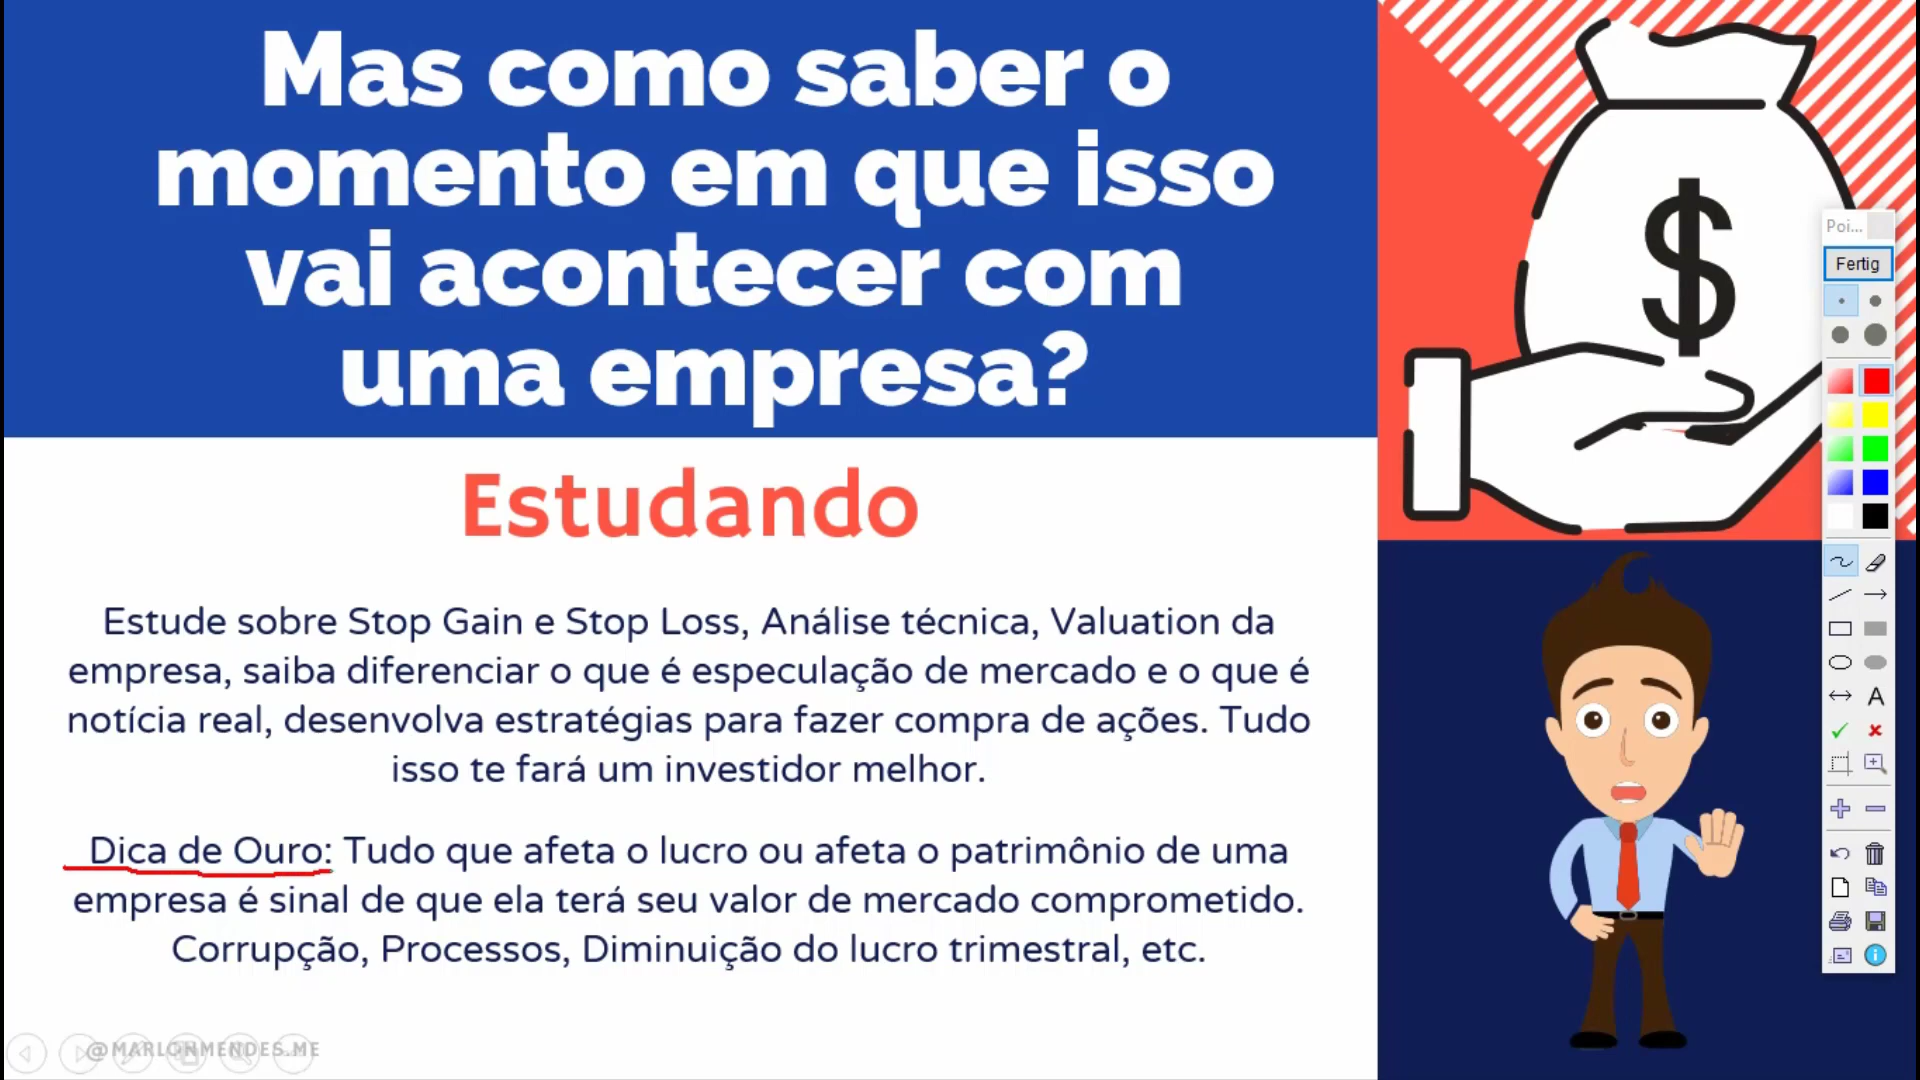 Mas como saber o
momento em que isso
vai acontecer com
uma empresa?
$
Poi...
Fertig
A
Estudando
Estude sobre Stop Gain e Stop Loss, Análise técnica, Valuation da
empresa, saiba diferenciar o que é especulação de mercado e o que é
notícia real, desenvolva estratégias para fazer compra de ações. Tudo
isso te fará um investidor melhor.
Dica de Ouro: Tudo que afeta o lucro ou afeta o patrimônio de uma
empresa é sinal de que ela terá seu valor de mercado comprometido.
Corrupção, Processos, Diminuição do lucro trimestral, etc.
@MARLONMENDES.ME